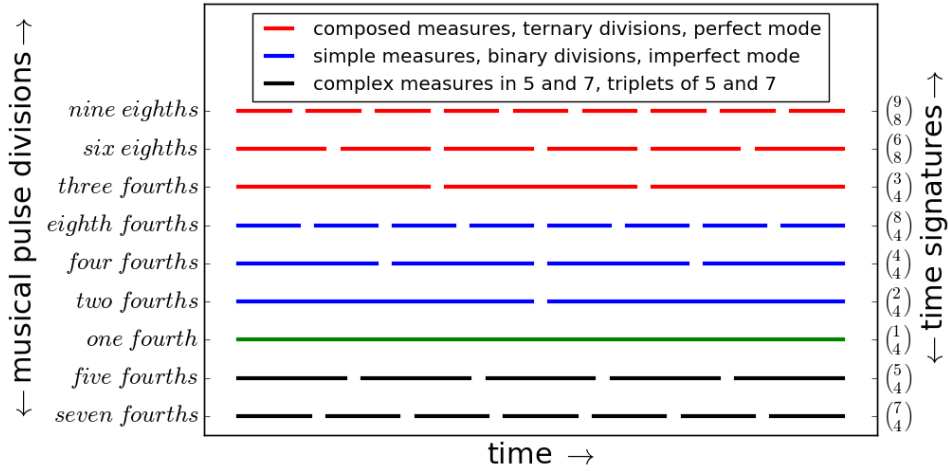 composed measures, ternary divisions, perfect mode
simple measures, binary divisions, imperfect mode
complex measures in 5 and 7, triplets of 5 and 7
← musical pulse divisions →
nine eighths
six eighths
three fourths
eighth fourths
four fourths
two fourths
one fourth
five fourths
seven fourths
(9/8)
(6/8)
(3/4)
(8/4)
(4/4)
(2/4)
(1/4)
(5/4)
(7/4)
← time signatures →
time →